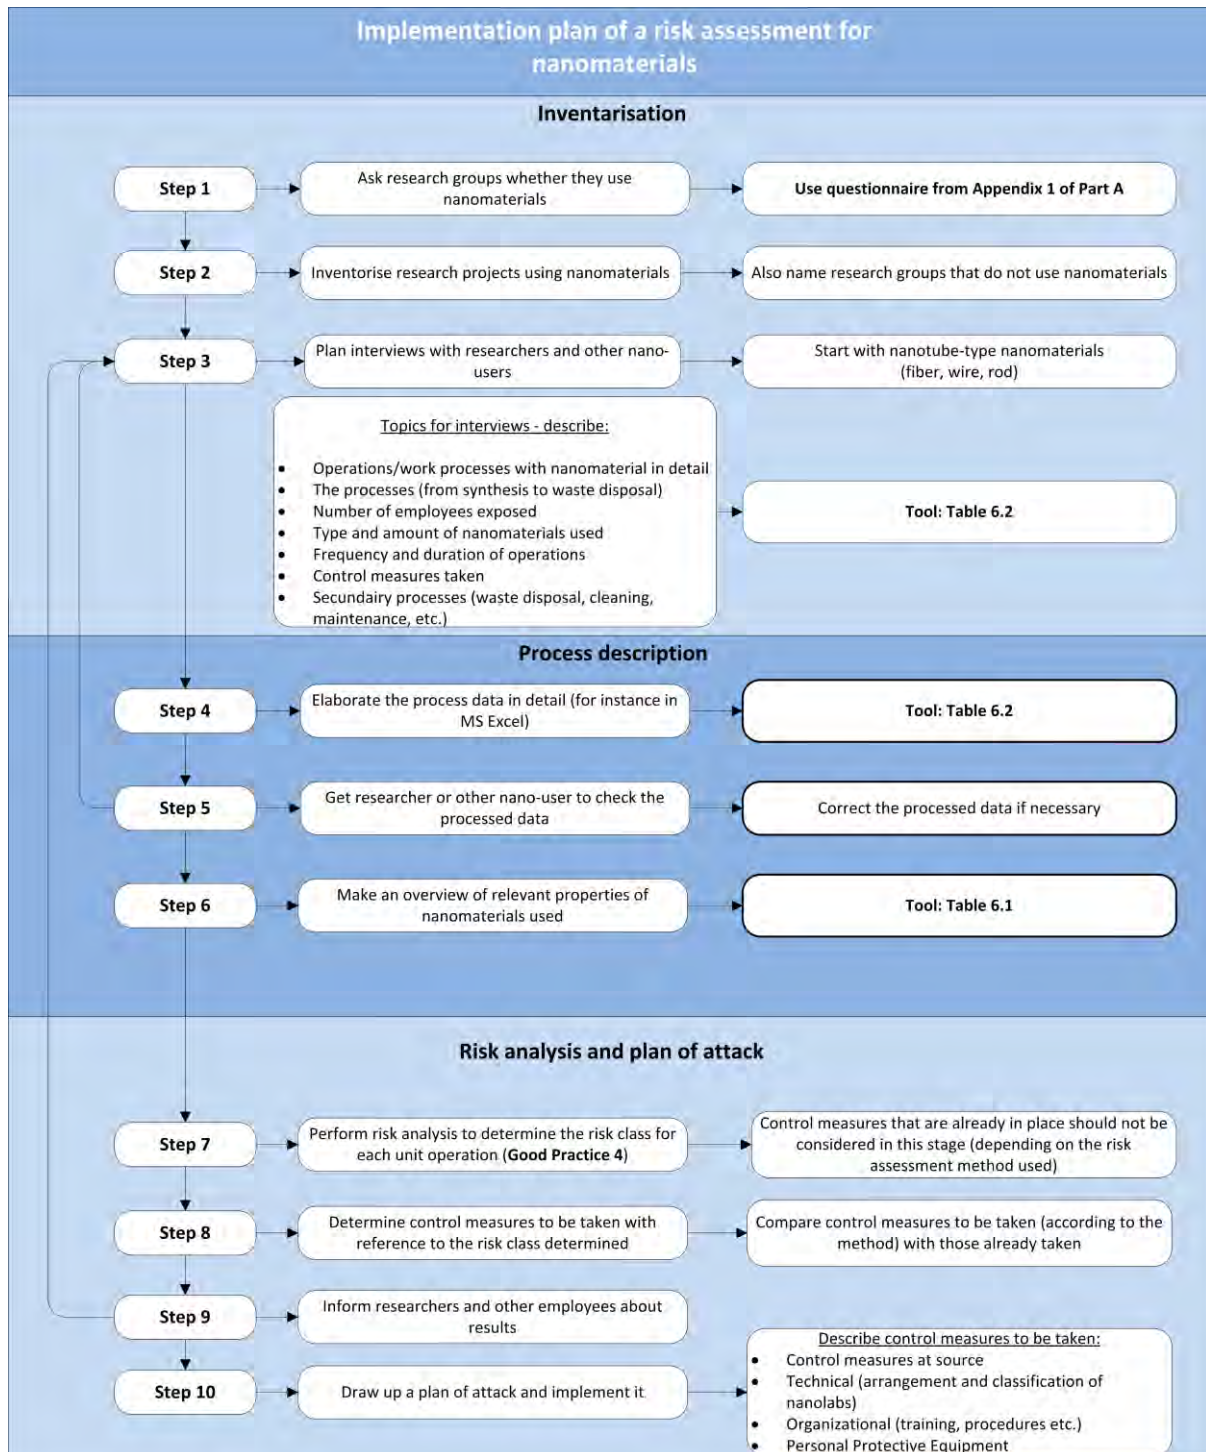 Implementation plan of a risk assessment for
nanomaterials
Inventarisation
Step 1
Ask research groups whether they use
nanomaterials
Use questionnaire from Appendix 1 of Part A
Step 2
Inventorise research projects using nanomaterials
Also name research groups that do not use nanomaterials
Step 3
Plan interviews with researchers and other nano-
users
Start with nanotube-type nanomaterials
(fiber, wire, rod)
Topics for interviews - describe:
• Operations/work processes with nanomaterial in detail
• The processes (from synthesis to waste disposal)
• Number of employees exposed
• Type and amount of nanomaterials used
• Frequency and duration of operations
• Control measures taken
• Secundairy processes (waste disposal, cleaning,
maintenance, etc.)
Tool: Table 6.2
Process description
Step 4
Elaborate the process data in detail (for instance in
MS Excel)
Tool: Table 6.2
Step 5
Get researcher or other nano-user to check the
processed data
Correct the processed data if necessary
Step 6
Make an overview of relevant properties of
nanomaterials used
Tool: Table 6.1
Risk analysis and plan of attack
Step 7
Perform risk analysis to determine the risk class for
each unit operation (Good Practice 4)
Control measures that are already in place should not be
considered in this stage (depending on the risk
assessment method used)
Step 8
Determine control measures to be taken with
reference to the risk class determined
Compare control measures to be taken (according to the
method) with those already taken
Step 9
Inform researchers and other employees about
results
Step 10
Draw up a plan of attack and implement it
Describe control measures to be taken:
• Control measures at source
• Technical (arrangement and classification of
nanolabs)
• Organizational (training, procedures etc.)
• Personal Protective Equipment